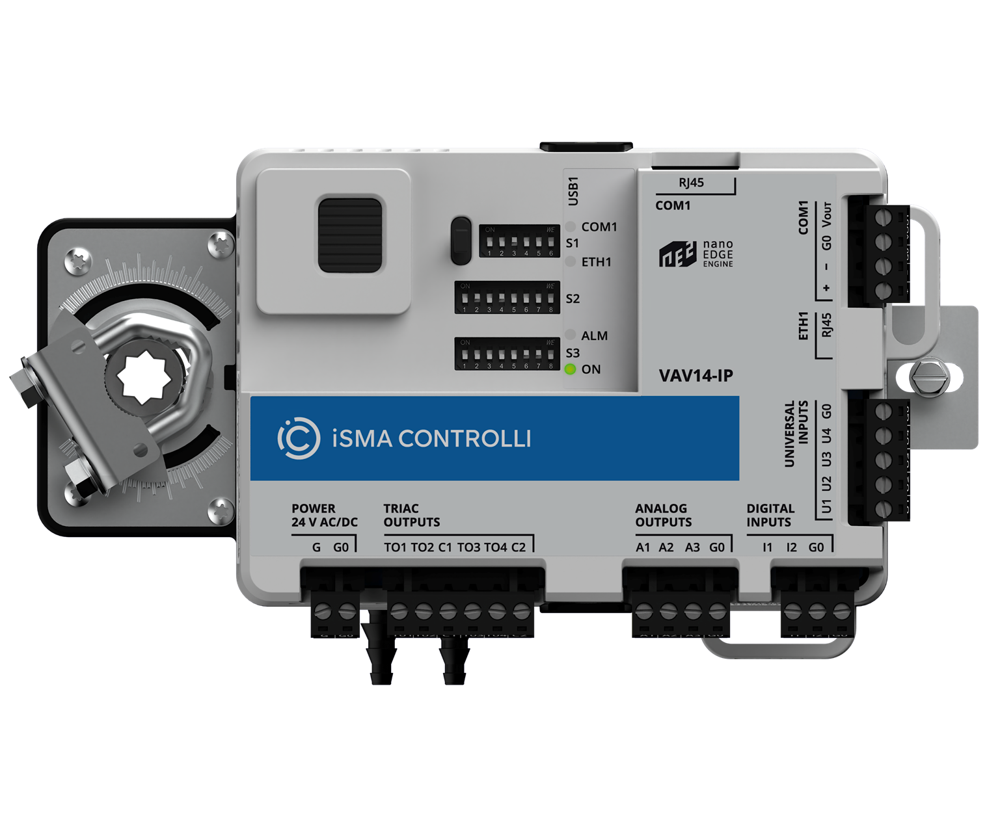 USB1
RJ45
COM1
ON WE
1 2 3 4 5 6
S1
COM1
ETH1
nano
EDGE
ENGINE
COM1
+ - G0 VOUT
ON WE
1 2 3 4 5 6 7 8
S2
ETH1
RJ45
ON WE
1 2 3 4 5 6 7 8
S3
ALM
ON
VAV14-IP
iSMA CONTROLLI
UNIVERSAL
INPUTS
U1 U2 U3 U4 G0
POWER
24 V AC/DC
G G0
TRIAC
OUTPUTS
TO1 TO2 C1 TO3 TO4 C2
ANALOG
OUTPUTS
A1 A2 A3 G0
DIGITAL
INPUTS
I1 I2 G0